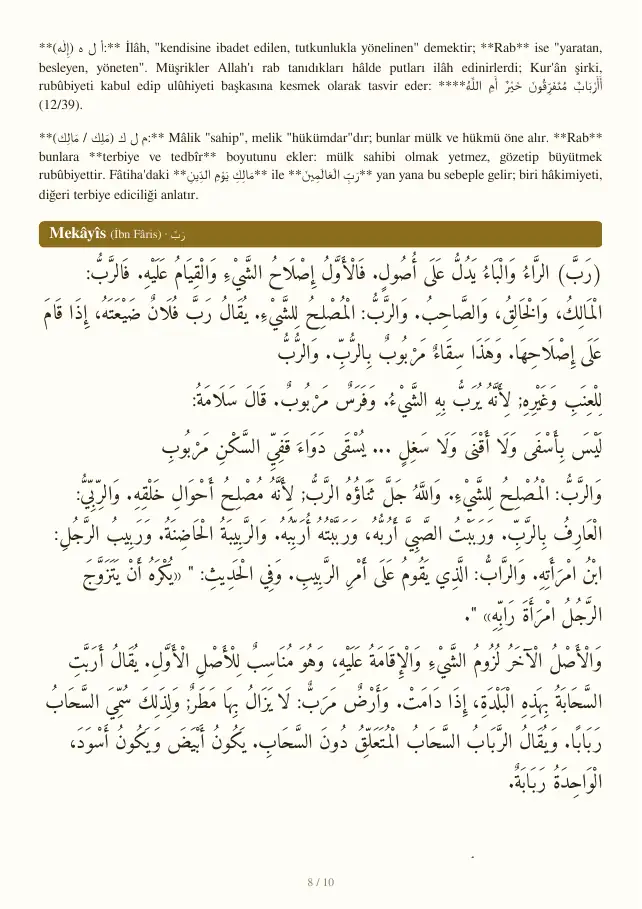 **(إِلَه) أ ل ه:** İlâh, "kendisine ibadet edilen, tutkunlukla yönelinen" demektir; **Rab** ise "yaratan,
besleyen, yöneten". Müşrikler Allah'ı rab tanıdıkları hâlde putları ilâh edinirlerdi; Kur'ân şirki,
rubûbiyeti kabul edip ulûhiyeti başkasına kesmek olarak tasvir eder: ****أَأَرْبَابٌ مُتَفَرِّقُونَ خَيْرٌ أَمِ اللَّهُ
(12/39).
**(مَلِك / مَالِك) م ل ك:** Mâlik "sahip", melik "hükümdar"dır; bunlar mülk ve hükmü öne alır. **Rab**
bunlara **terbiye ve tedbîr** boyutunu ekler: mülk sahibi olmak yetmez, gözetip büyütmek
rubûbiyettir. Fâtiha'daki **مَالِكِ يَوْمِ الدِّينِ** ile **رَبِّ الْعَالَمِينَ** yan yana bu sebeple gelir; biri hâkimiyeti,
diğeri terbiye ediciliği anlatır.
Mekâyîs (İbn Fâris) · رَبَّ
(رَبَّ) الرَّاءُ وَالْبَاءُ يَدُلُّ عَلَى أُصُولٍ. فَالْأَوَّلُ إِصْلَاحُ الشَّيْءِ وَالْقِيَامُ عَلَيْهِ. فَالرَّبُّ:
الْمَالِكُ، وَالْخَالِقُ، وَالصَّاحِبُ. وَالرَّبُّ: الْمُصْلِحُ لِلشَّيْءِ. يُقَالُ رَبَّ فُلَانٌ ضَيْعَتَهُ، إِذَا قَامَ
عَلَى إِصْلَاحِهَا. وَهَذَا سِقَاءٌ مَرْبُوبٌ بِالرُّبِّ. وَالرُّبُّ
لِلْعِنَبِ وَغَيْرِهِ; لِأَنَّهُ يُرَبُّ بِهِ الشَّيْءُ. وَفَرَسٌ مَرْبُوبٌ. قَالَ سَلَامَةُ:
لَيْسَ بِأَسْفَى وَلَا أَقْنَى وَلَا سَغِلٍ ... يُسْقَى دَوَاءَ قَفِيِّ السَّكْنِ مَرْبُوبِ
وَالرَّبُّ: الْمُصْلِحُ لِلشَّيْءِ. وَاللَّهُ جَلَّ ثَنَاؤُهُ الرَّبُّ; لِأَنَّهُ مُصْلِحُ أَحْوَالِ خَلْقِهِ. وَالرِّبِّيُّ:
الْعَارِفُ بِالرَّبِّ. وَرَبَبْتُ الصَّبِيَّ أَرُبُّهُ، وَرَبَّبْتُهُ أُرَبِّبُهُ. وَالرَّبِيبَةُ الْحَاضِنَةُ. وَرَبِيبُ الرَّجُلِ:
ابْنُ امْرَأَتِهِ. وَالرَّابُّ: الَّذِي يَقُومُ عَلَى أَمْرِ الرَّبِيبِ. وَفِي الْحَدِيثِ: " «يُكْرَهُ أَنْ يَتَزَوَّجَ
الرَّجُلُ امْرَأَةَ رَابِّهِ» ".
وَالْأَصْلُ الْآخَرُ لُزُومُ الشَّيْءِ وَالْإِقَامَةُ عَلَيْهِ، وَهُوَ مُنَاسِبٌ لِلْأَصْلِ الْأَوَّلِ. يُقَالُ أَرَبَّتِ
السَّحَابَةُ بِهَذِهِ الْبَلْدَةِ، إِذَا دَامَتْ. وَأَرْضٌ مَرَبٌّ: لَا يَزَالُ بِهَا مَطَرٌ; وَلِذَلِكَ سُمِّيَ السَّحَابُ
رَبَابًا. وَيُقَالُ الرَّبَابُ السَّحَابُ الْمُتَعَلِّقُ دُونَ السَّحَابِ. يَكُونُ أَبْيَضَ وَيَكُونُ أَسْوَدَ،
الْوَاحِدَةُ رَبَابَةٌ.
8 / 10